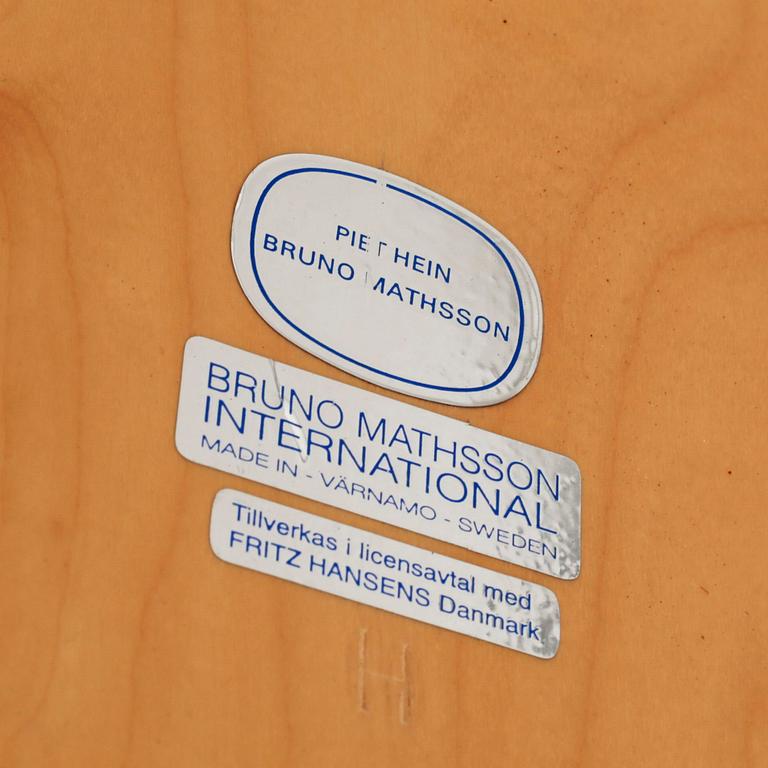 PIET HEIN
BRUNO MATHSSON
BRUNO MATHSSON
INTERNATIONAL
MADE IN - VÄRNAMO - SWEDEN
Tillverkas i licensavtal med
FRITZ HANSENS Danmark
H